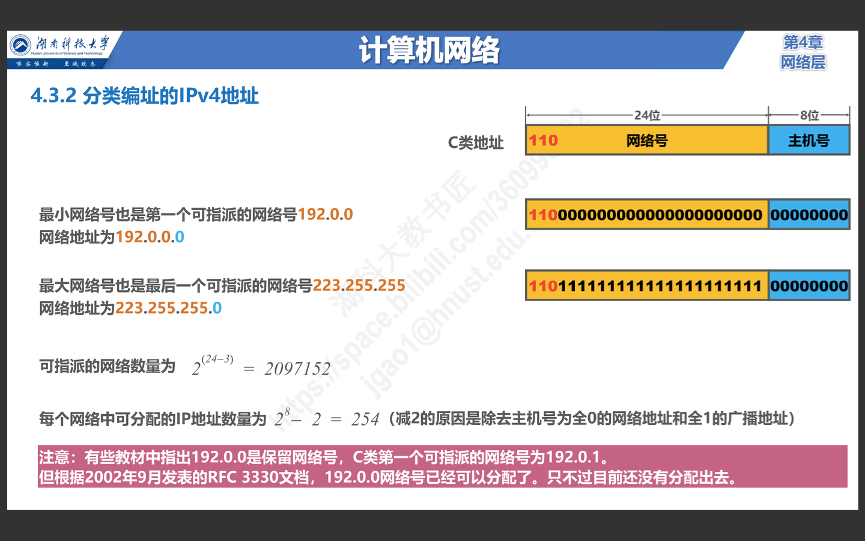 湖南科技大学
Hunan University of Science and Technology
唯实惟新 至诚致志
计算机网络
第4章
网络层
4.3.2 分类编址的IPv4地址
24位
8位
C类地址
110
网络号
主机号
最小网络号也是第一个可指派的网络号192.0.0
网络地址为192.0.0.0
110000000000000000000000 00000000
最大网络号也是最后一个可指派的网络号223.255.255
网络地址为223.255.255.0
110111111111111111111111 00000000
可指派的网络数量为 2^(24−3) = 2097152
每个网络中可分配的IP地址数量为 2^8 − 2 = 254（减2的原因是除去主机号为全0的网络地址和全1的广播地址）
注意：有些教材中指出192.0.0是保留网络号，C类第一个可指派的网络号为192.0.1。
但根据2002年9月发表的RFC 3330文档，192.0.0网络号已经可以分配了。只不过目前还没有分配出去。
湖科大教书匠